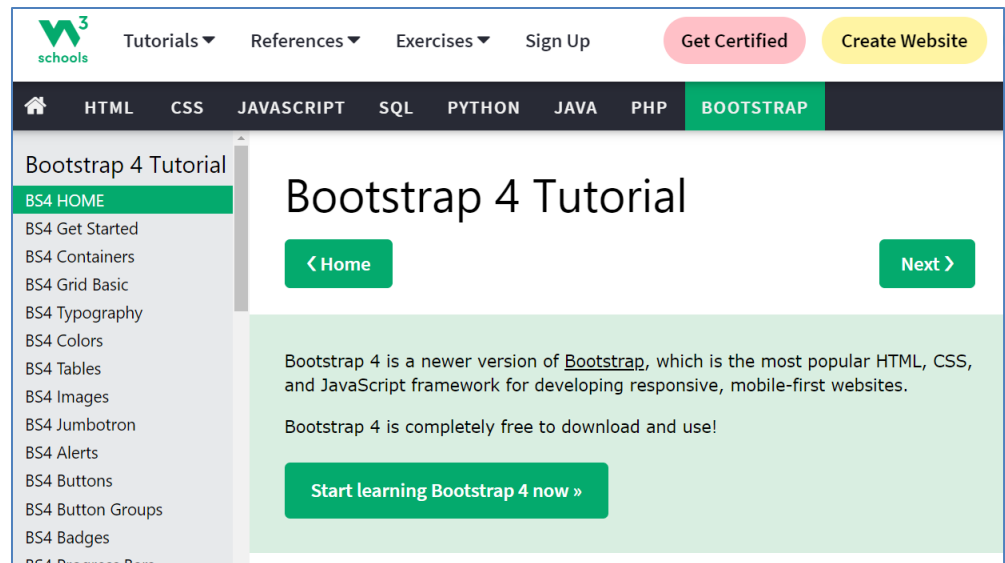 3
schools
Tutorials References Exercises Sign Up Get Certified Create Website
HTML CSS JAVASCRIPT SQL PYTHON JAVA PHP BOOTSTRAP
Bootstrap 4 Tutorial
BS4 HOME
BS4 Get Started
BS4 Containers
BS4 Grid Basic
BS4 Typography
BS4 Colors
BS4 Tables
BS4 Images
BS4 Jumbotron
BS4 Alerts
BS4 Buttons
BS4 Button Groups
BS4 Badges
Bootstrap 4 Tutorial
❮ Home Next ❯
Bootstrap 4 is a newer version of Bootstrap, which is the most popular HTML, CSS,
and JavaScript framework for developing responsive, mobile-first websites.
Bootstrap 4 is completely free to download and use!
Start learning Bootstrap 4 now »